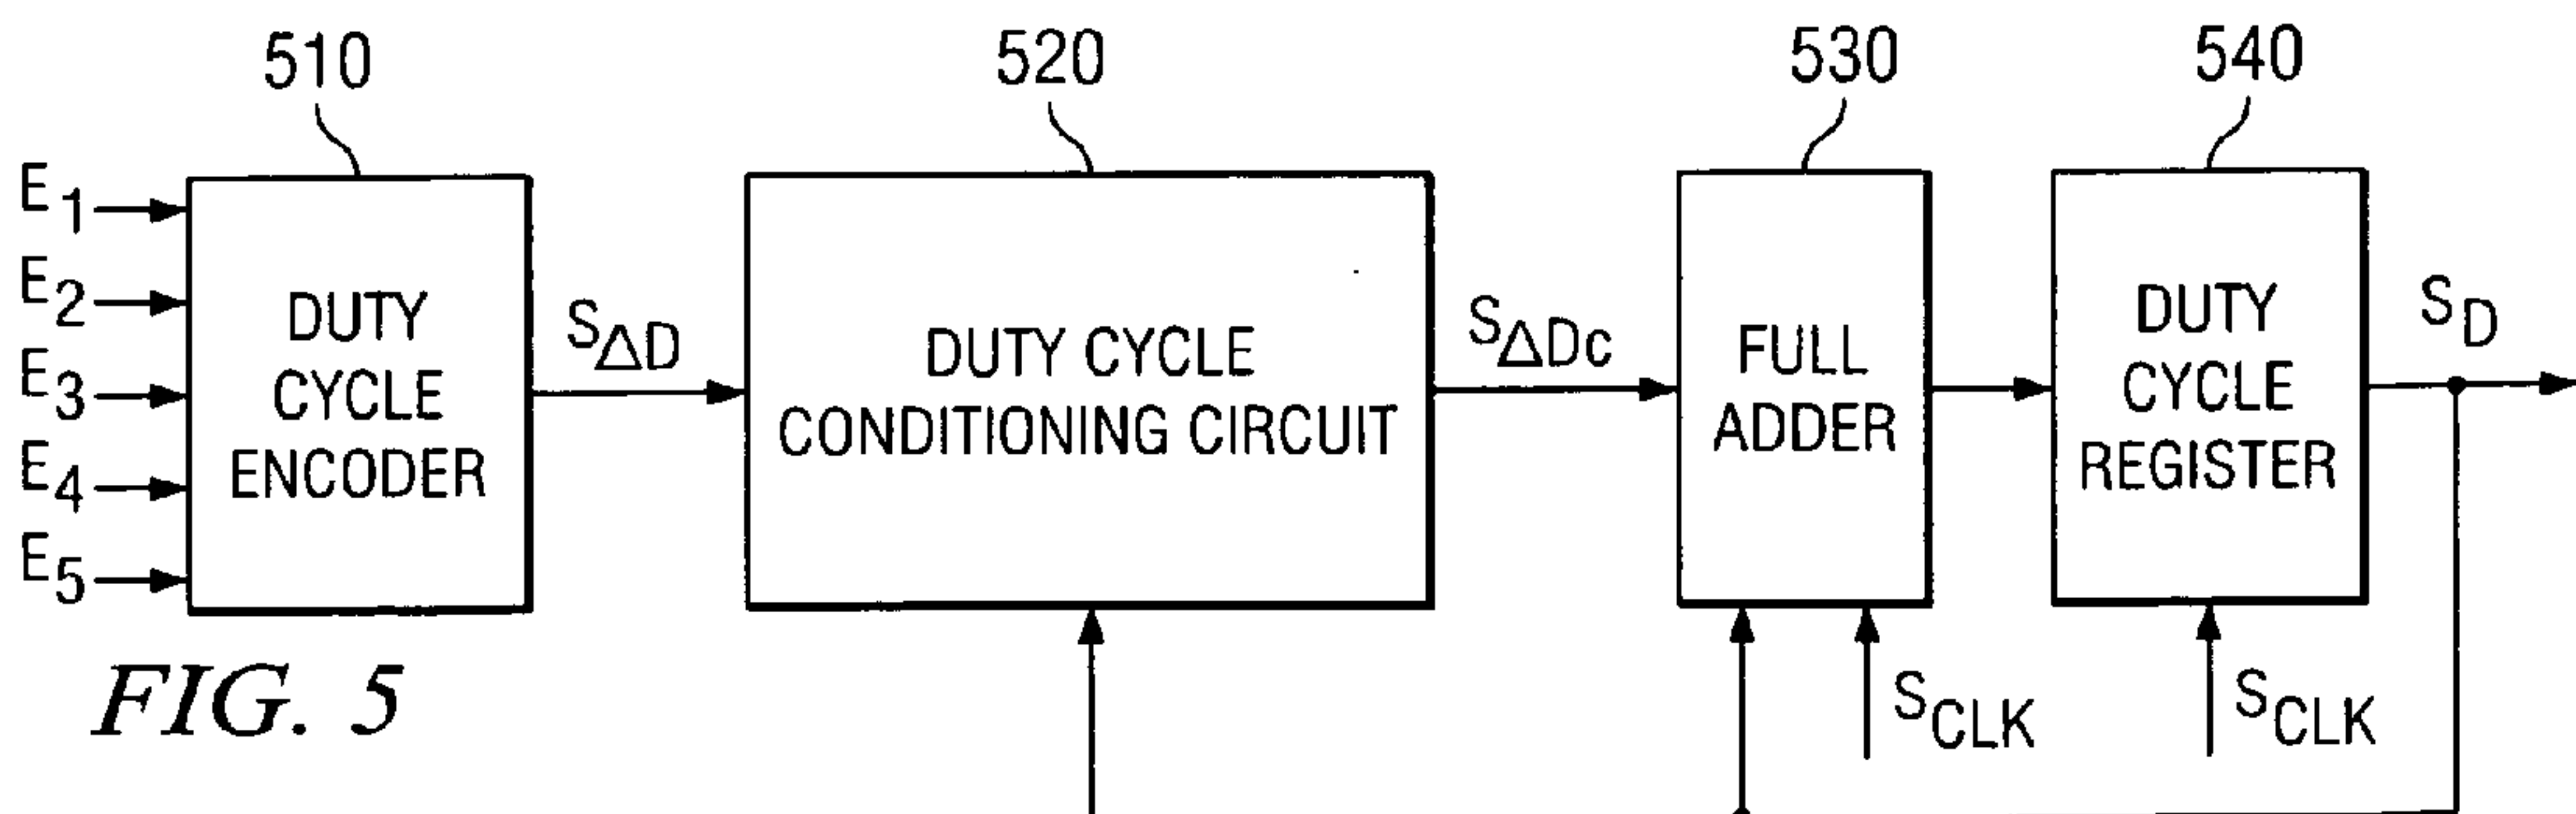 510
520
530
540
E1
E2
E3
E4
E5
DUTY
CYCLE
ENCODER
SΔD
DUTY CYCLE
CONDITIONING CIRCUIT
SΔDc
FULL
ADDER
DUTY
CYCLE
REGISTER
SD
SCLK
SCLK
FIG. 5